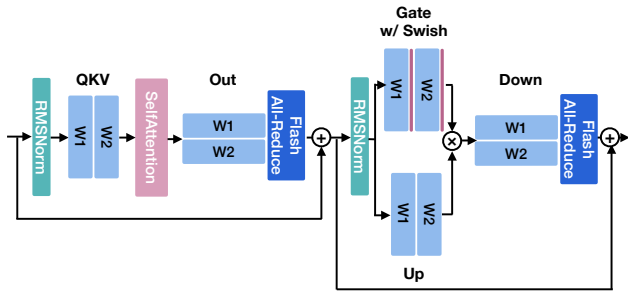 Gate
w/ Swish
QKV
Out
Down
RMSNorm
W1
W2
SelfAttention
W1
W2
Flash
All-Reduce
+
RMSNorm
W1
W2
×
W1
W2
Flash
All-Reduce
+
W1
W2
Up